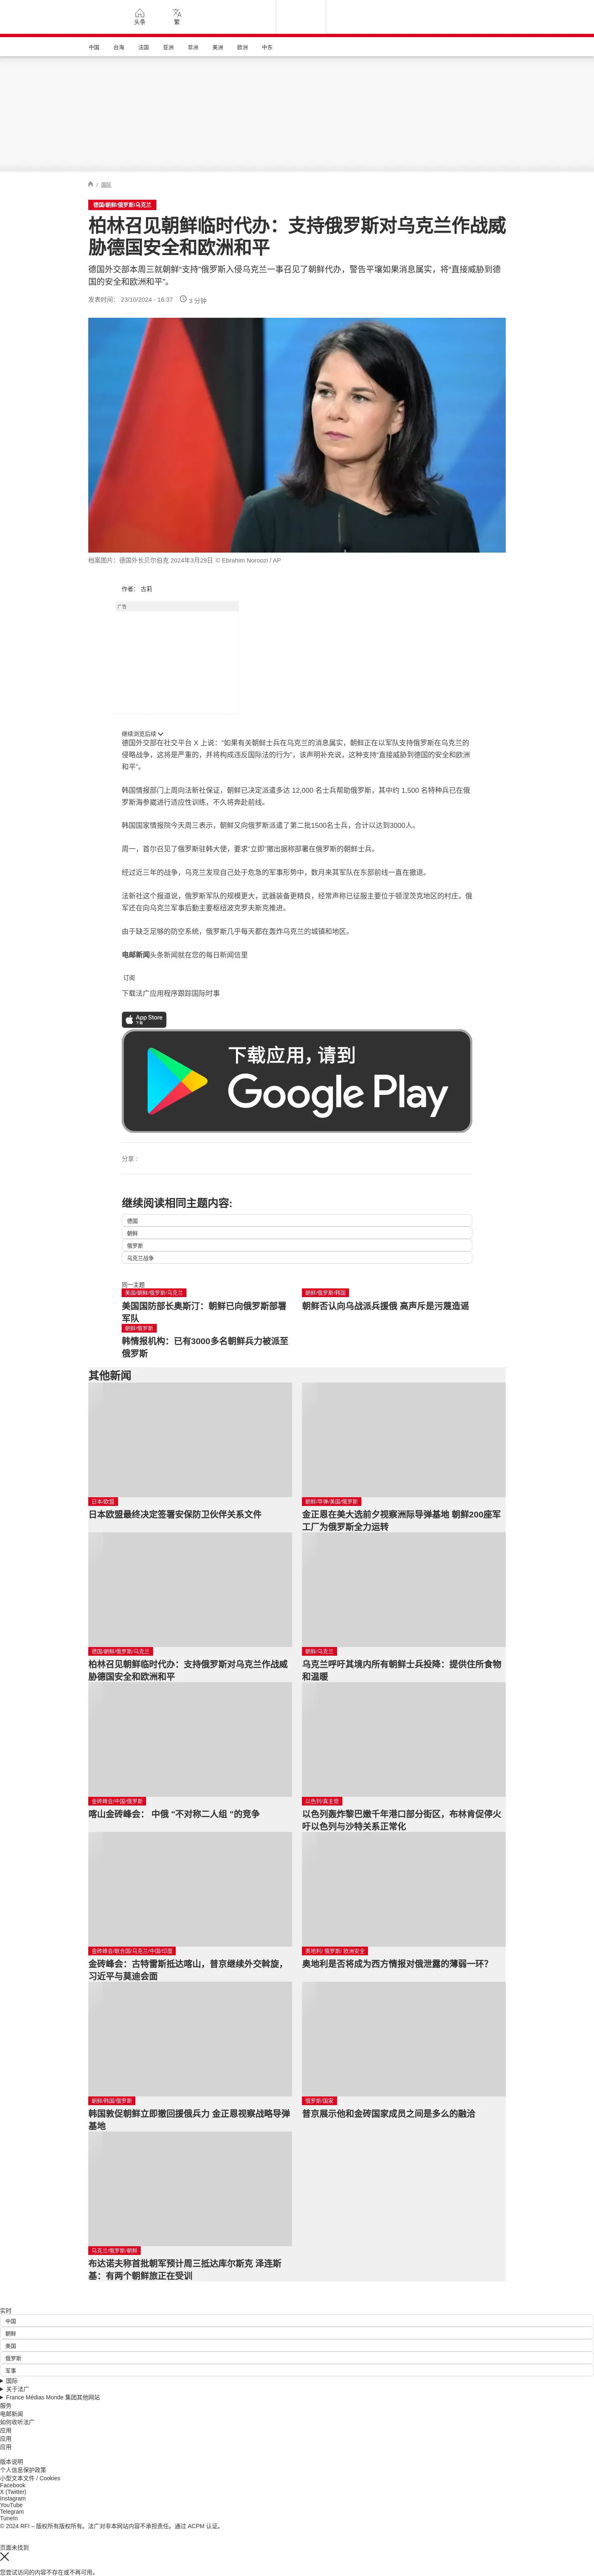 头条
繁
中国 台海 法国 亚洲 非洲 美洲 欧洲 中东
/ 国际
德国/朝鲜/俄罗斯/乌克兰
柏林召见朝鲜临时代办：支持俄罗斯对乌克兰作战威
胁德国安全和欧洲和平
德国外交部本周三就朝鲜“支持”俄罗斯入侵乌克兰一事召见了朝鲜代办，警告平壤如果消息属实，将“直接威胁到德
国的安全和欧洲和平”。
发表时间： 23/10/2024 - 16:37 3 分钟
档案图片：德国外长贝尔伯克 2024年3月29日 © Ebrahim Noroozi / AP
作者： 古莉
广告
继续浏览后续
德国外交部在社交平台 X 上说：“如果有关朝鲜士兵在乌克兰的消息属实，朝鲜正在以军队支持俄罗斯在乌克兰的
侵略战争，这将是严重的，并将构成违反国际法的行为”，该声明补充说，这种支持“直接威胁到德国的安全和欧洲
和平”。
韩国情报部门上周向法新社保证，朝鲜已决定派遣多达 12,000 名士兵帮助俄罗斯，其中约 1,500 名特种兵已在俄
罗斯海参崴进行适应性训练，不久将奔赴前线。
韩国国家情报院今天周三表示，朝鲜又向俄罗斯派遣了第二批1500名士兵，合计以达到3000人。
周一，首尔召见了俄罗斯驻韩大使，要求“立即”撤出据称部署在俄罗斯的朝鲜士兵。
经过近三年的战争，乌克兰发现自己处于危急的军事形势中，数月来其军队在东部前线一直在撤退。
法新社这个报道说，俄罗斯军队的规模更大，武器装备更精良，经常声称已征服主要位于顿涅茨克地区的村庄。俄
军还在向乌克兰军事后勤主要枢纽波克罗夫斯克推进。
由于缺乏足够的防空系统，俄罗斯几乎每天都在轰炸乌克兰的城镇和地区。
电邮新闻头条新闻就在您的每日新闻信里
订阅
下载法广应用程序跟踪国际时事
App Store
下载
下载应用，请到
Google Play
分享 :
继续阅读相同主题内容:
德国
朝鲜
俄罗斯
乌克兰战争
同一主题
美国/朝鲜/俄罗斯/乌克兰
美国国防部长奥斯汀：朝鲜已向俄罗斯部署
军队
朝鲜/俄罗斯/韩国
朝鲜否认向乌战派兵援俄 高声斥是污蔑造谣
朝鲜/俄罗斯
韩情报机构：已有3000多名朝鲜兵力被派至
俄罗斯
其他新闻
日本/欧盟
日本欧盟最终决定签署安保防卫伙伴关系文件
朝鲜/导弹/美国/俄罗斯
金正恩在美大选前夕视察洲际导弹基地 朝鲜200座军
工厂为俄罗斯全力运转
德国/朝鲜/俄罗斯/乌克兰
柏林召见朝鲜临时代办：支持俄罗斯对乌克兰作战威
胁德国安全和欧洲和平
朝鲜/乌克兰
乌克兰呼吁其境内所有朝鲜士兵投降：提供住所食物
和温暖
金砖峰会/中国/俄罗斯
喀山金砖峰会： 中俄 “不对称二人组 ”的竞争
以色列/真主党
以色列轰炸黎巴嫩千年港口部分街区，布林肯促停火
吁以色列与沙特关系正常化
金砖峰会/联合国/乌克兰/中国/印度
金砖峰会：古特雷斯抵达喀山，普京继续外交斡旋，
习近平与莫迪会面
奥地利/ 俄罗斯/ 欧洲安全
奥地利是否将成为西方情报对俄泄露的薄弱一环？
朝鲜/韩国/俄罗斯
韩国敦促朝鲜立即撤回援俄兵力 金正恩视察战略导弹
基地
俄罗斯/国家
普京展示他和金砖国家成员之间是多么的融洽
乌克兰/俄罗斯/朝鲜
布达诺夫称首批朝军预计周三抵达库尔斯克 泽连斯
基：有两个朝鲜旅正在受训
实时
中国
朝鲜
美国
俄罗斯
军事
国际
关于法广
France Médias Monde 集团其他网站
服务
电邮新闻
如何收听法广
应用
应用
应用
版本说明
个人信息保护政策
小型文本文件 / Cookies
Facebook
X (Twitter)
Instagram
YouTube
Telegram
TuneIn
© 2024 RFI – 版权所有版权所有。法广对非本网站内容不承担责任。通过 ACPM 认证。
页面未找到
您尝试访问的内容不存在或不再可用。